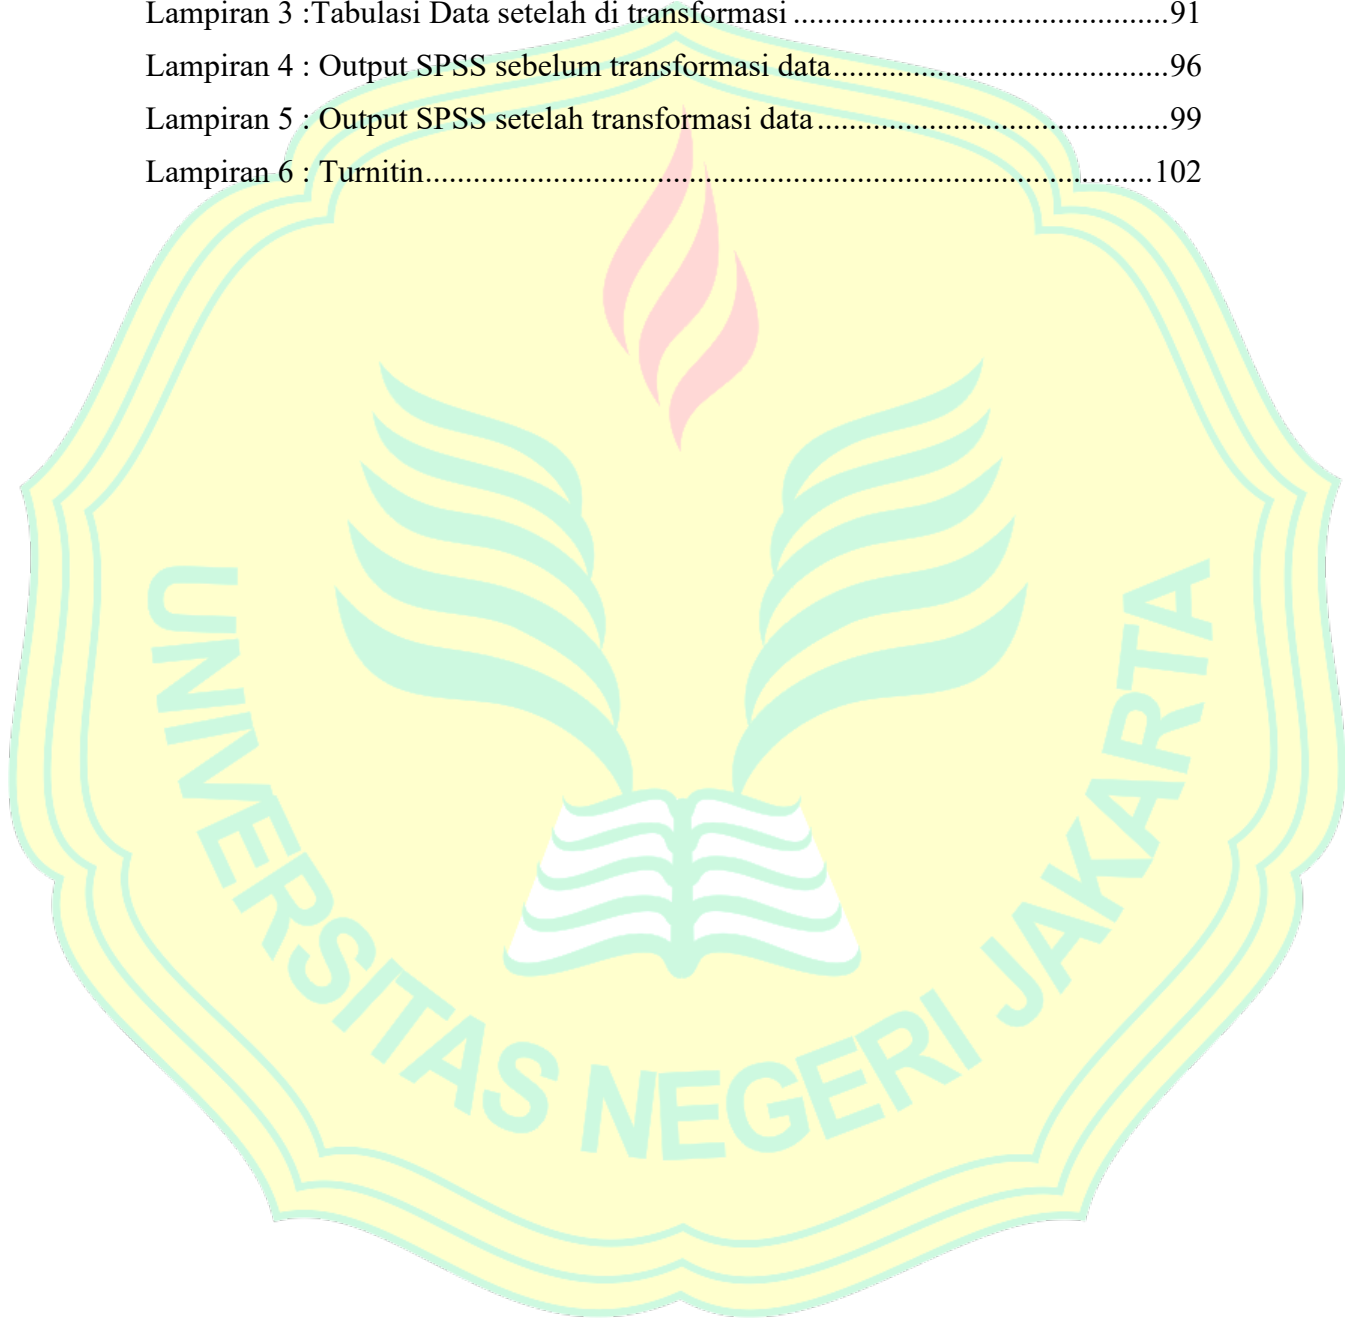 Lampiran 3 :Tabulasi Data setelah di transformasi ...............................................91
Lampiran 4 : Output SPSS sebelum transformasi data..........................................96
Lampiran 5 : Output SPSS setelah transformasi data ............................................99
Lampiran 6 : Turnitin...........................................................................................102
UNIVERSITAS NEGERI JAKARTA